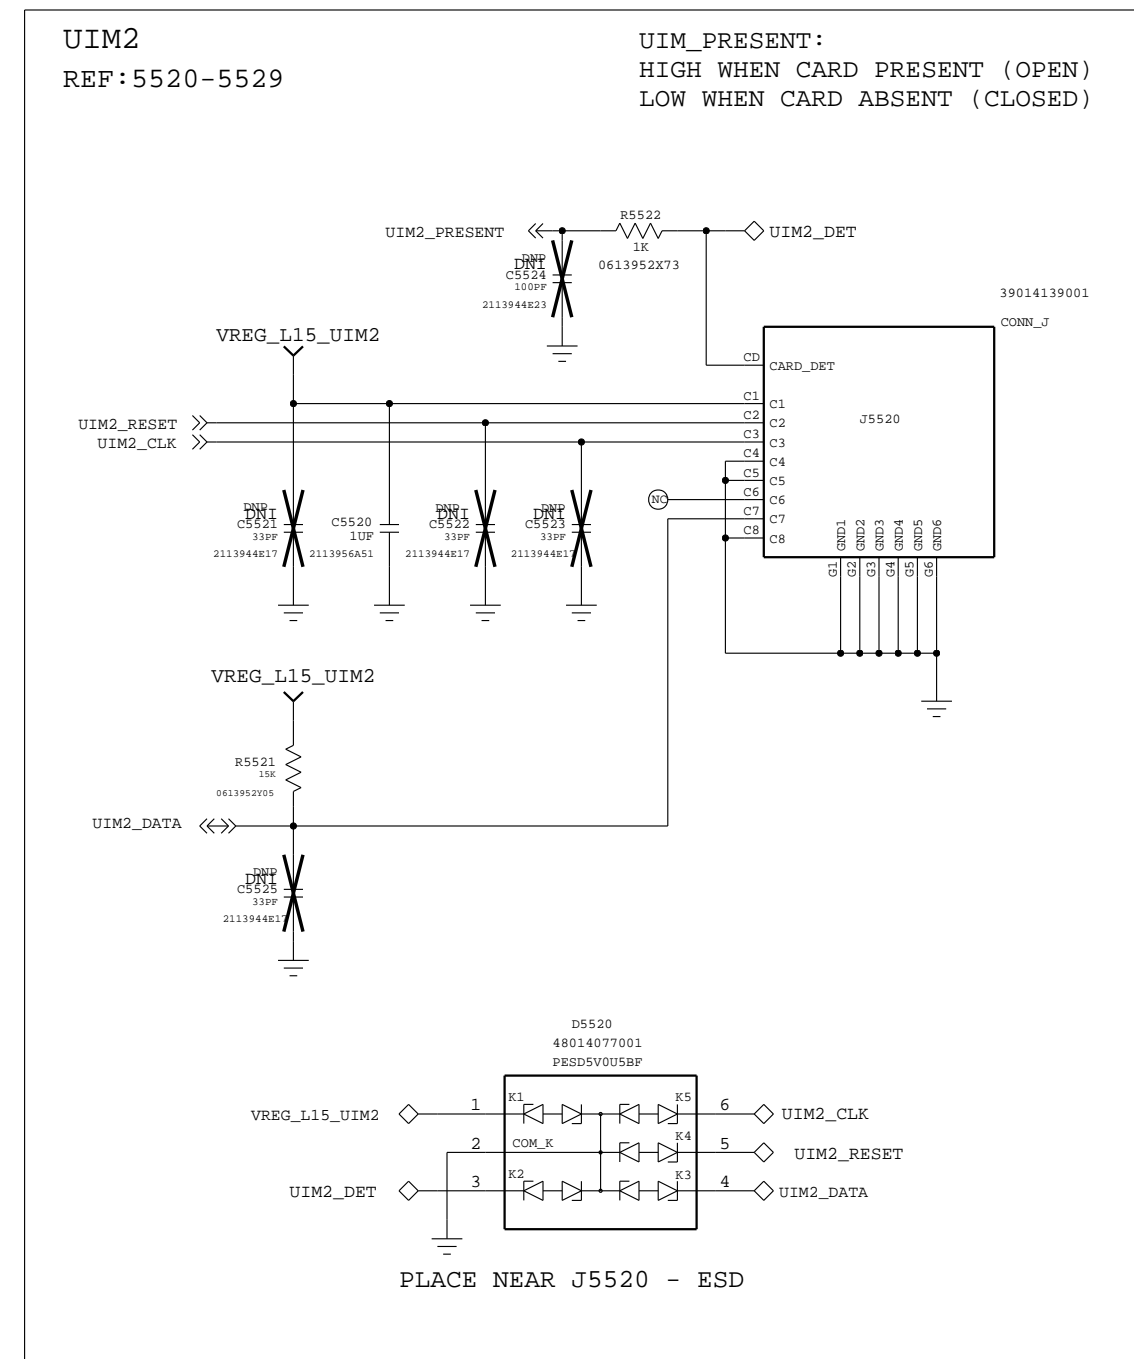 UIM2
REF:5520-5529
UIM_PRESENT:
HIGH WHEN CARD PRESENT (OPEN)
LOW WHEN CARD ABSENT (CLOSED)
UIM2_PRESENT
R5522
1K
0613952X73
UIM2_DET
DNP
DNI
C5524
100PF
2113944E23
39014139001
CONN_J
VREG_L15_UIM2
CD
CARD_DET
J5520
UIM2_RESET
UIM2_CLK
C1 C1
C2 C2
C3 C3
C4 C4
C5 C5
NC C6 C6
C7 C7
C8 C8
GND1 GND2 GND3 GND4 GND5 GND6
G1 G2 G3 G4 G5 G6
DNP
DNI
C5521
33PF
2113944E17
C5520
1UF
2113956A51
DNP
DNI
C5522
33PF
2113944E17
DNP
DNI
C5523
33PF
2113944E17
VREG_L15_UIM2
R5521
15K
0613952Y05
UIM2_DATA
DNP
DNI
C5525
33PF
2113944E17
D5520
48014077001
PESD5V0U5BF
VREG_L15_UIM2 1 K1 K5 6 UIM2_CLK
2 COM_K K4 5 UIM2_RESET
UIM2_DET 3 K2 K3 4 UIM2_DATA
PLACE NEAR J5520 - ESD